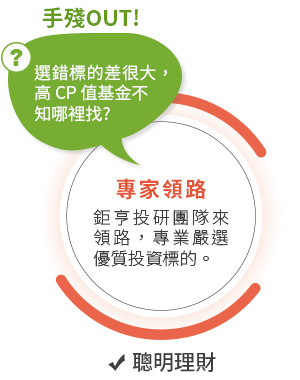 手殘OUT!
?
選錯標的差很大，
高 CP 值基金不
知哪裡找?
專家領路
鉅亨投研團隊來
領路，專業嚴選
優質投資標的。
聰明理財